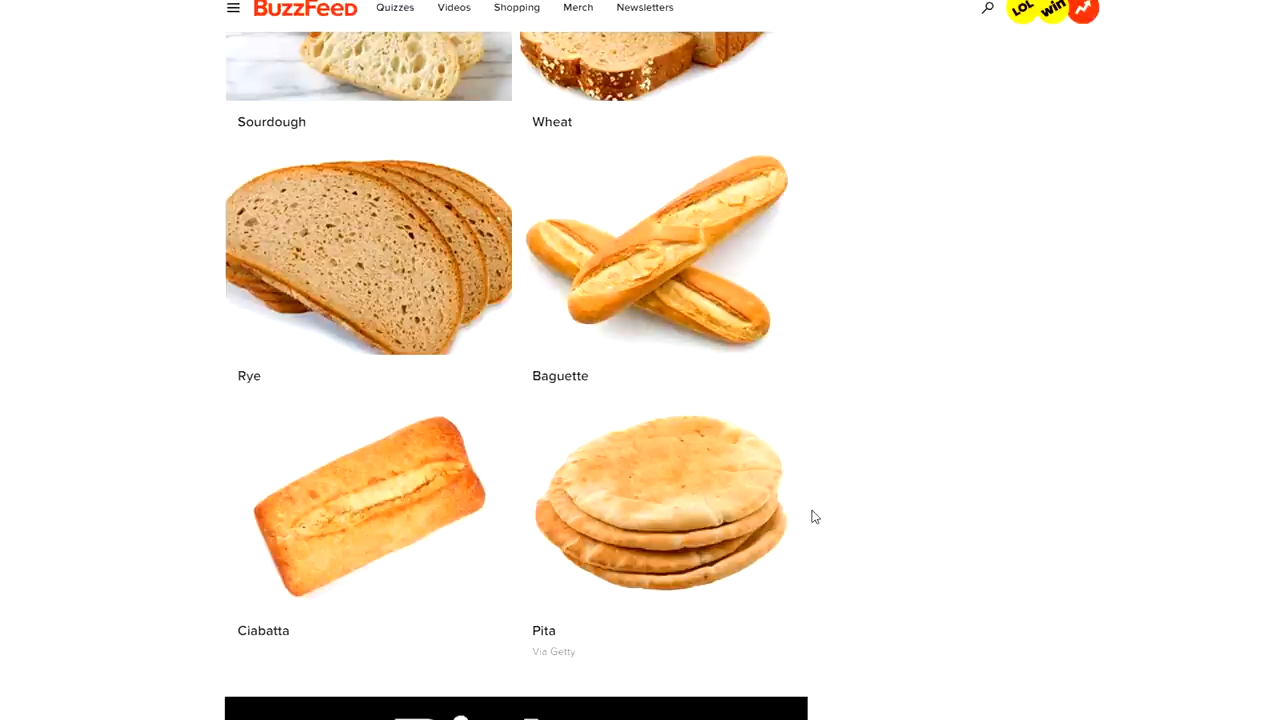 BuzzFeed Quizzes Videos Shopping Merch Newsletters LOL win
Sourdough Wheat
Rye Baguette
Ciabatta Pita
Via Getty